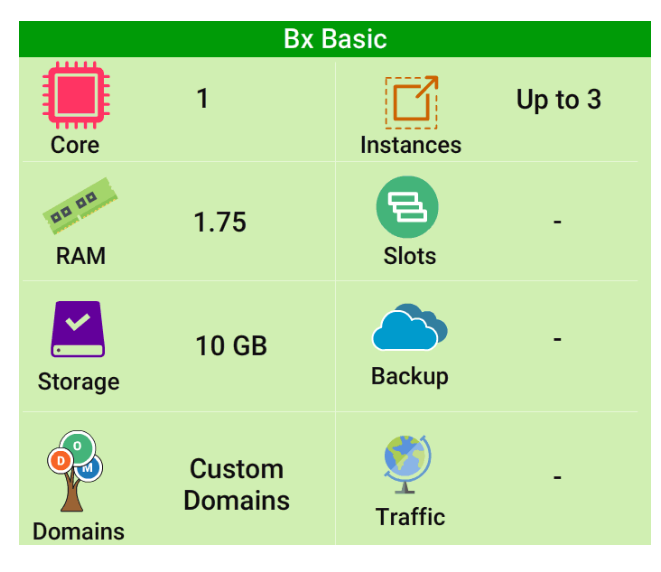 Bx Basic
Core
1
Instances
Up to 3
RAM
1.75
Slots
-
Storage
10 GB
Backup
-
D
O
M
Domains
Custom
Domains
Traffic
-